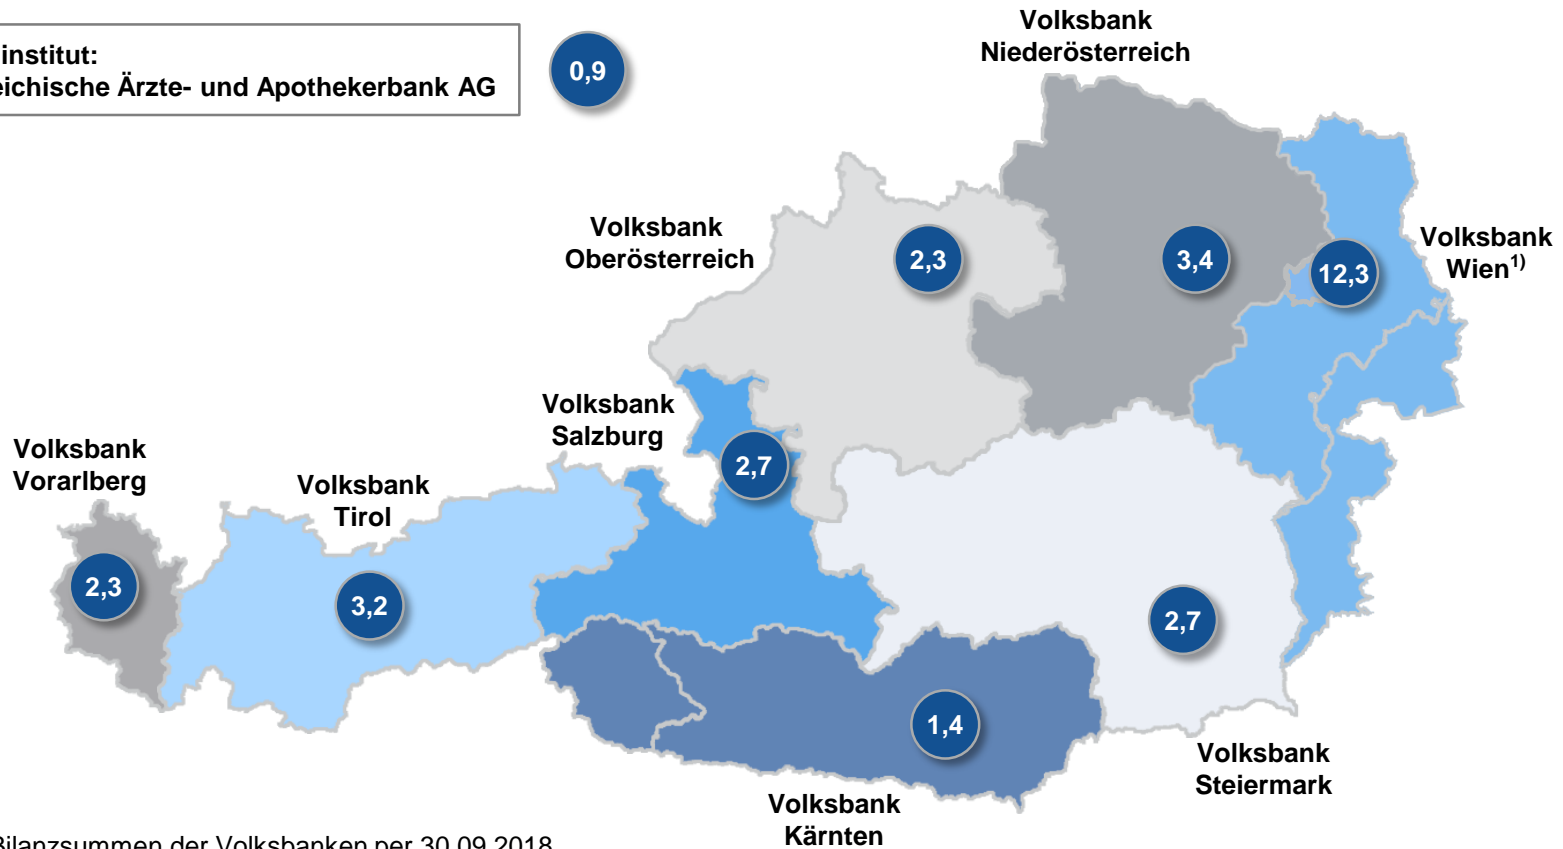 institut:
eichische Ärzte- und Apothekerbank AG
0,9
Volksbank
Niederösterreich
Volksbank
Oberösterreich
2,3
3,4
12,3
Volksbank
Wien1)
Volksbank
Salzburg
2,7
Volksbank
Vorarlberg
2,3
Volksbank
Tirol
3,2
2,7
Volksbank
Steiermark
1,4
Volksbank
Kärnten
Bilanzsummen der Volksbanken per 30.09.2018